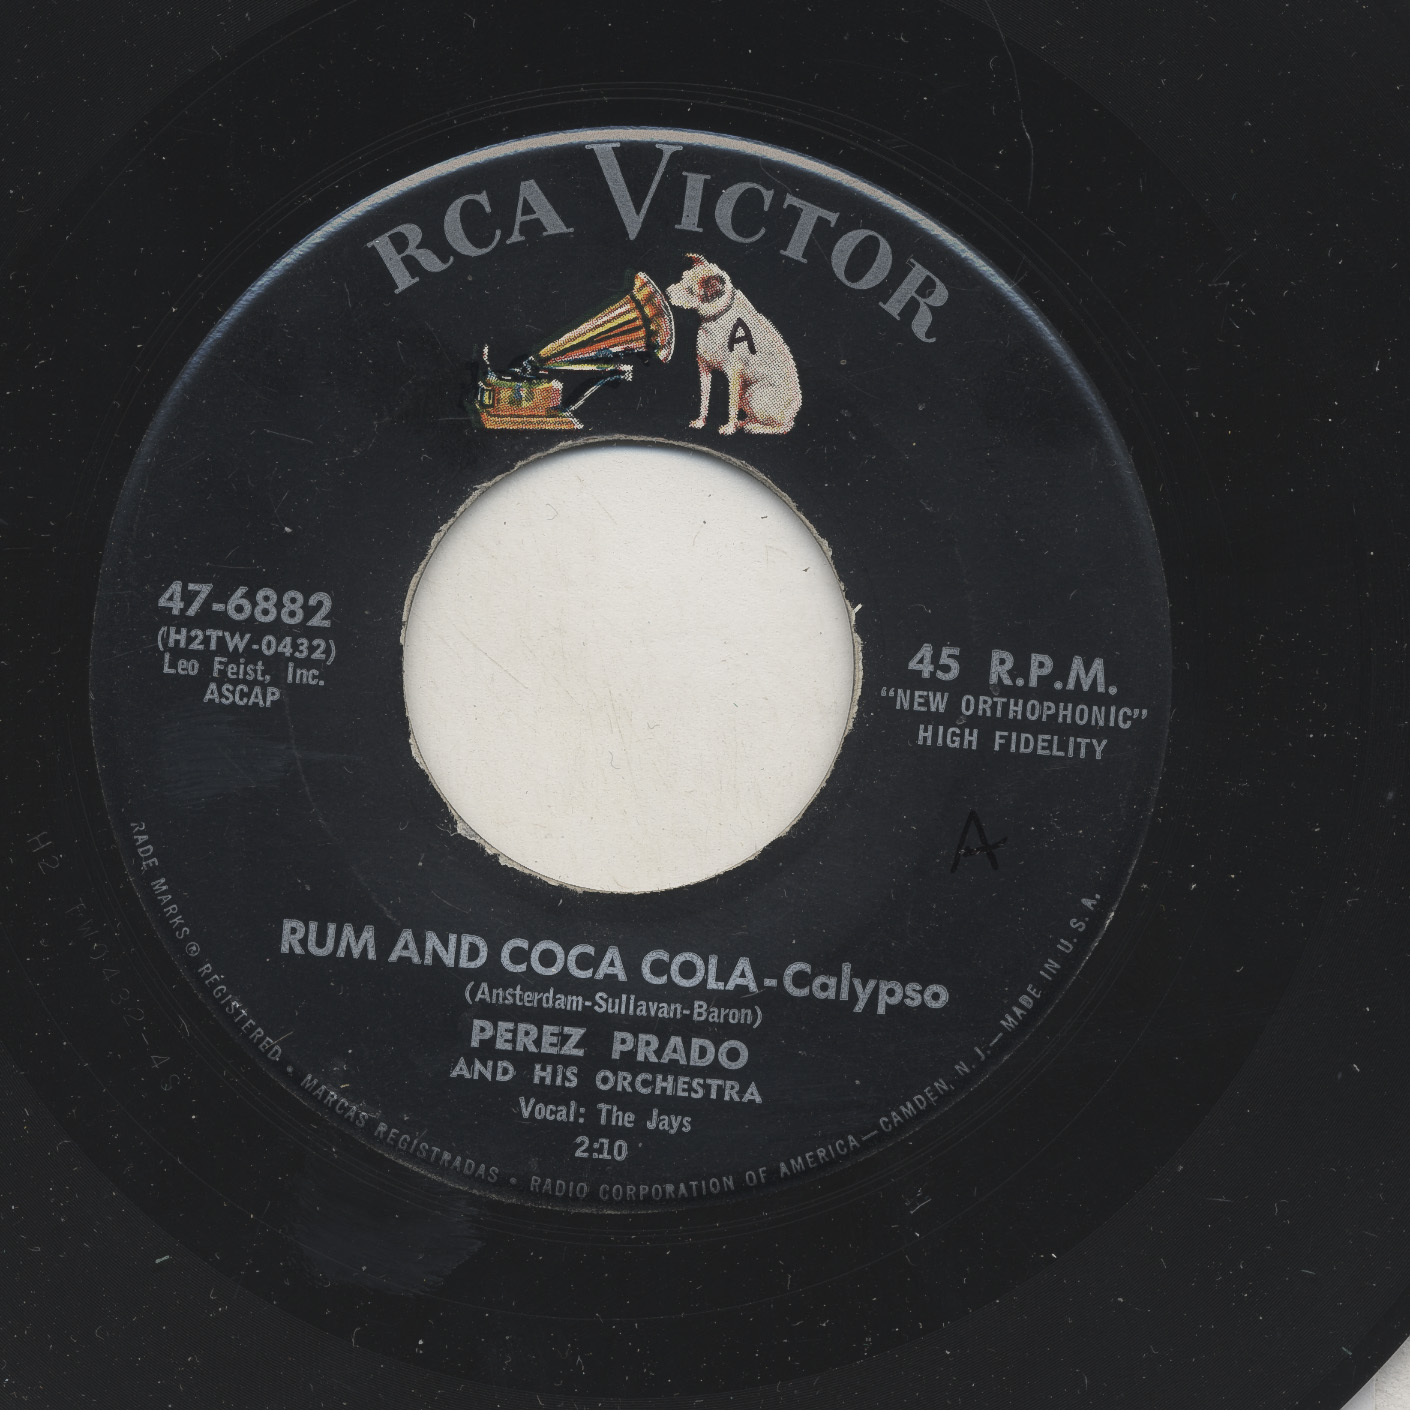 RCA VICTOR
A
47-6882
(H2TW-0432)
Leo Feist, Inc.
ASCAP
45 R.P.M.
“NEW ORTHOPHONIC”
HIGH FIDELITY
A
RUM AND COCA COLA-Calypso
(Ansterdam-Sullavan-Baron)
PEREZ PRADO
AND HIS ORCHESTRA
Vocal: The Jays
2:10
RADE MARKS ® REGISTERED • MARCAS REGISTRADAS • RADIO CORPORATION OF AMERICA—CAMDEN, N. J.—MADE IN U. S. A.